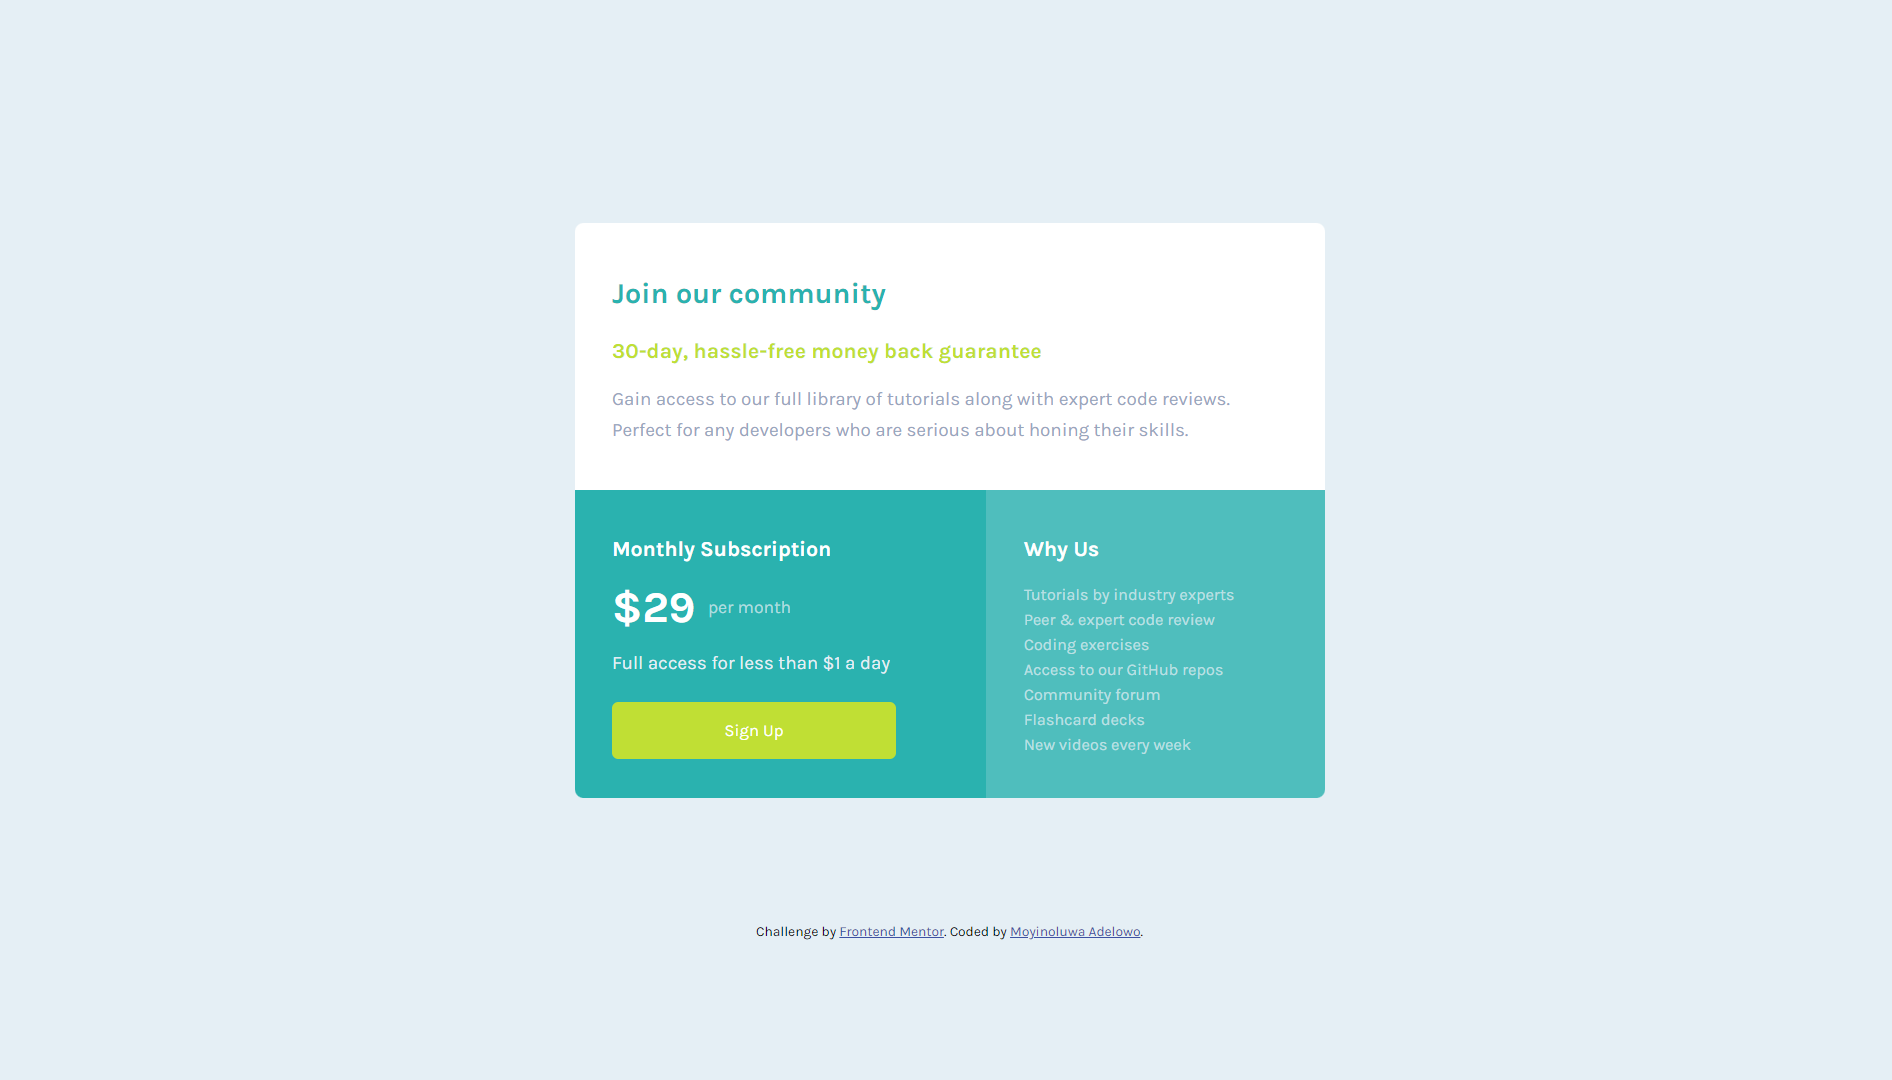 Join our community
30-day, hassle-free money back guarantee
Gain access to our full library of tutorials along with expert code reviews.
Perfect for any developers who are serious about honing their skills.
Monthly Subscription
$29 per month
Full access for less than $1 a day
Sign Up
Why Us
Tutorials by industry experts
Peer & expert code review
Coding exercises
Access to our GitHub repos
Community forum
Flashcard decks
New videos every week
Challenge by Frontend Mentor. Coded by Moyinoluwa Adelowo.